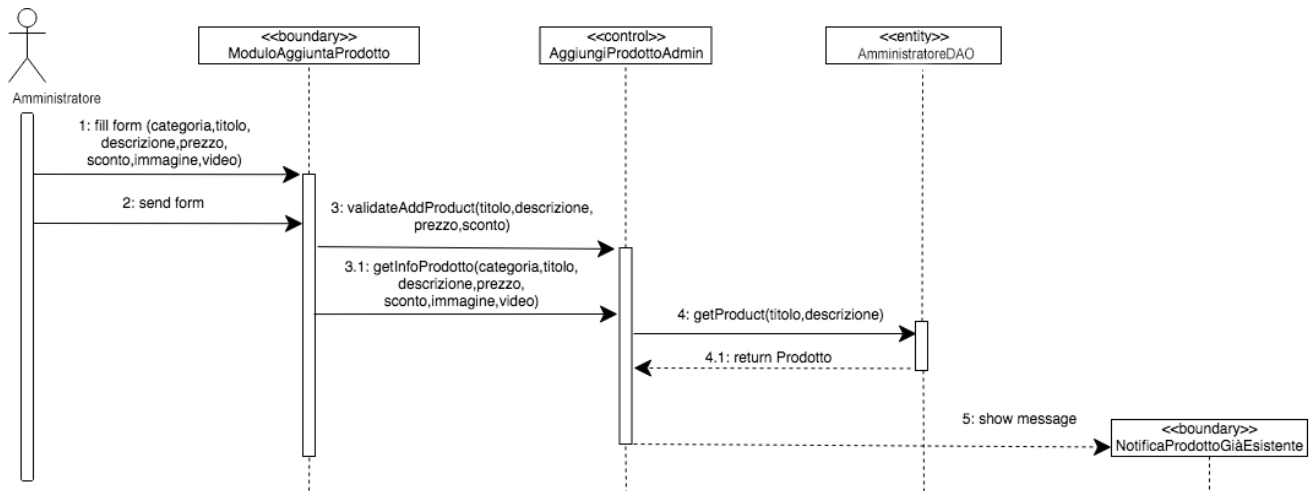 <<boundary>>
ModuloAggiuntaProdotto
<<control>>
AggiungiProdottoAdmin
<<entity>>
AmministratoreDAO
Amministratore
1: fill form (categoria,titolo,
descrizione,prezzo,
sconto,immagine,video)
2: send form
3: validateAddProduct(titolo,descrizione,
prezzo,sconto)
3.1: getInfoProdotto(categoria,titolo,
descrizione,prezzo,
sconto,immagine,video)
4: getProduct(titolo,descrizione)
4.1: return Prodotto
5: show message
<<boundary>>
NotificaProdottoGiàEsistente